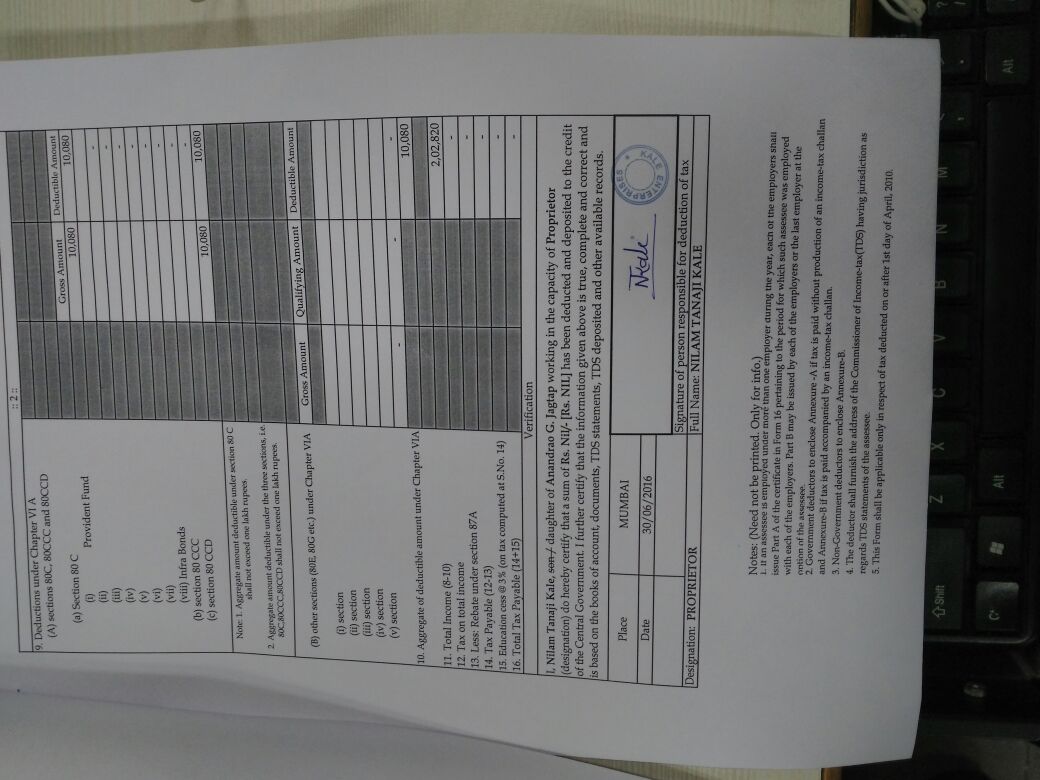 :: 2 ::
9. Deductions under Chapter VI A
(A) sections 80C, 80CCC and 80CCD
Gross Amount Deductible Amount
(a) Section 80 C 10,080 10,080
(i) Provident Fund
(ii) -
(iii) -
(iv) -
(v) -
(vi) -
(vii) -
(viii) Infra Bonds
(b) section 80 CCC -
(c) section 80 CCD 10,080 10,080
Note: 1. Aggregate amount deductible under section 80 C
shall not exceed one lakh rupees.
2. Aggregate amount deductible under the three sections, i.e.
80C,80CCC,80CCD shall not exceed one lakh rupees.
Gross Amount Qualifying Amount Deductible Amount
(B) other sections (80E, 80G etc.) under Chapter VIA
(i) section
(ii) section
(iii) section
(iv) section
(v) section
- - -
10. Aggregate of deductible amount under Chapter VIA 10,080
11. Total Income (8-10) 2,02,820
12. Tax on total income -
13. Less: Rebate under section 87A -
14. Tax Payable (12-13) -
15. Education cess @ 3% (on tax computed at S.No. 14) -
16. Total Tax Payable (14+15) -
Verification
I, Nilam Tanaji Kale, son / daughter of Anandrao G. Jagtap working in the capacity of Proprietor
(designation) do hereby certify that a sum of Rs. Nil/- [Rs. NIL] has been deducted and deposited to the credit
of the Central Government. I further certify that the information given above is true, complete and correct and
is based on the books of account, documents, TDS statements, TDS deposited and other available records.
Place MUMBAI
Date 30/06/2016
NKale
KALE ENTERPRISES
Signature of person responsible for deduction of tax
Designation: PROPRIETOR Full Name: NILAM TANAJI KALE
Notes: (Need not be printed. Only for info.)
1. If an assessee is employed under more than one employer during the year, each of the employers shall
issue Part A of the certificate in Form 16 pertaining to the period for which such assessee was employed
with each of the employers. Part B may be issued by each of the employers or the last employer at the
option of the assessee.
2. Government deductors to enclose Annexure -A if tax is paid without production of an income-tax challan
and Annexure-B if tax is paid accompanied by an income-tax challan.
3. Non-Government deductors to enclose Annexure-B.
4. The deductor shall furnish the address of the Commissioner of Income-tax(TDS) having jurisdiction as
regards TDS statements of the assessee.
5. This Form shall be applicable only in respect of tax deducted on or after 1st day of April, 2010.
Shift Z X C V B N M
Alt Alt